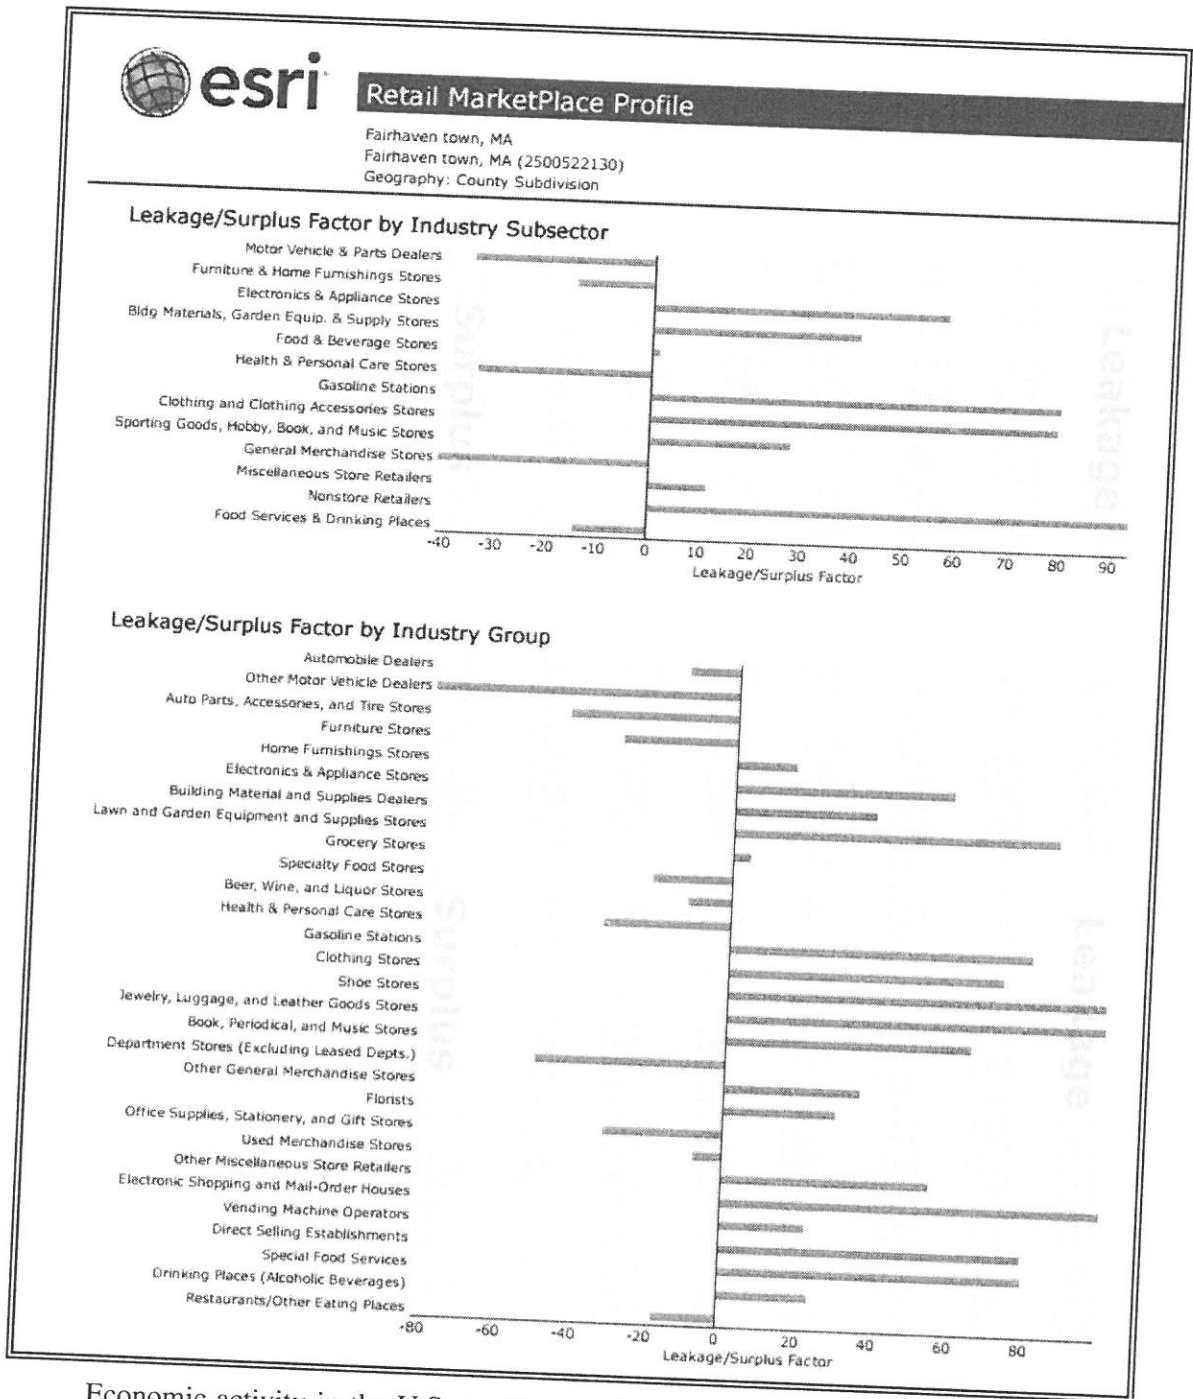 esri
Retail MarketPlace Profile
Fairhaven town, MA
Fairhaven town, MA (2500522130)
Geography: County Subdivision
Leakage/Surplus Factor by Industry Subsector
Motor Vehicle & Parts Dealers
Furniture & Home Furnishings Stores
Electronics & Appliance Stores
Bldg Materials, Garden Equip. & Supply Stores
Food & Beverage Stores
Health & Personal Care Stores
Gasoline Stations
Clothing and Clothing Accessories Stores
Sporting Goods, Hobby, Book, and Music Stores
General Merchandise Stores
Miscellaneous Store Retailers
Nonstore Retailers
Food Services & Drinking Places
Surplus
Leakage
-40 -30 -20 -10 0 10 20 30 40 50 60 70 80 90
Leakage/Surplus Factor
Leakage/Surplus Factor by Industry Group
Automobile Dealers
Other Motor Vehicle Dealers
Auto Parts, Accessories, and Tire Stores
Furniture Stores
Home Furnishings Stores
Electronics & Appliance Stores
Building Material and Supplies Dealers
Lawn and Garden Equipment and Supplies Stores
Grocery Stores
Specialty Food Stores
Beer, Wine, and Liquor Stores
Health & Personal Care Stores
Gasoline Stations
Clothing Stores
Shoe Stores
Jewelry, Luggage, and Leather Goods Stores
Book, Periodical, and Music Stores
Department Stores (Excluding Leased Depts.)
Other General Merchandise Stores
Florists
Office Supplies, Stationery, and Gift Stores
Used Merchandise Stores
Other Miscellaneous Store Retailers
Electronic Shopping and Mail-Order Houses
Vending Machine Operators
Direct Selling Establishments
Special Food Services
Drinking Places (Alcoholic Beverages)
Restaurants/Other Eating Places
Surplus
Leakage
-80 -60 -40 -20 0 20 40 60 80
Leakage/Surplus Factor
Economic activity in the U.S.